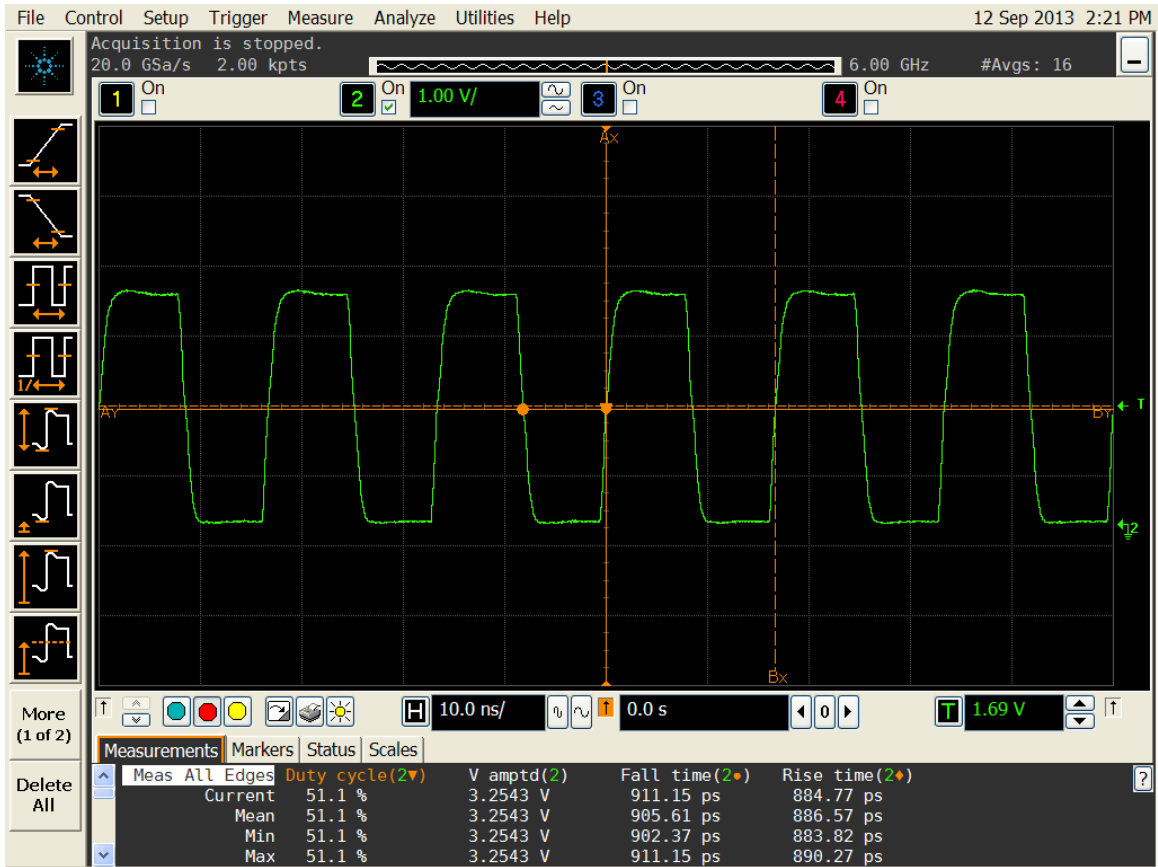 File Control Setup Trigger Measure Analyze Utilities Help 12 Sep 2013 2:21 PM
Acquisition is stopped.
20.0 GSa/s 2.00 kpts 6.00 GHz #Avgs: 16
1 On 2 On 1.00 V/ 3 On 4 On
Ax
AY BY
T
2
Bx
1/
More
(1 of 2)
Delete
All
H 10.0 ns/ 0.0 s 0 T 1.69 V
Measurements Markers Status Scales
Meas All Edges Duty cycle(2▼) V amptd(2) Fall time(2●) Rise time(2♦) ?
Current 51.1 % 3.2543 V 911.15 ps 884.77 ps
Mean 51.1 % 3.2543 V 905.61 ps 886.57 ps
Min 51.1 % 3.2543 V 902.37 ps 883.82 ps
Max 51.1 % 3.2543 V 911.15 ps 890.27 ps